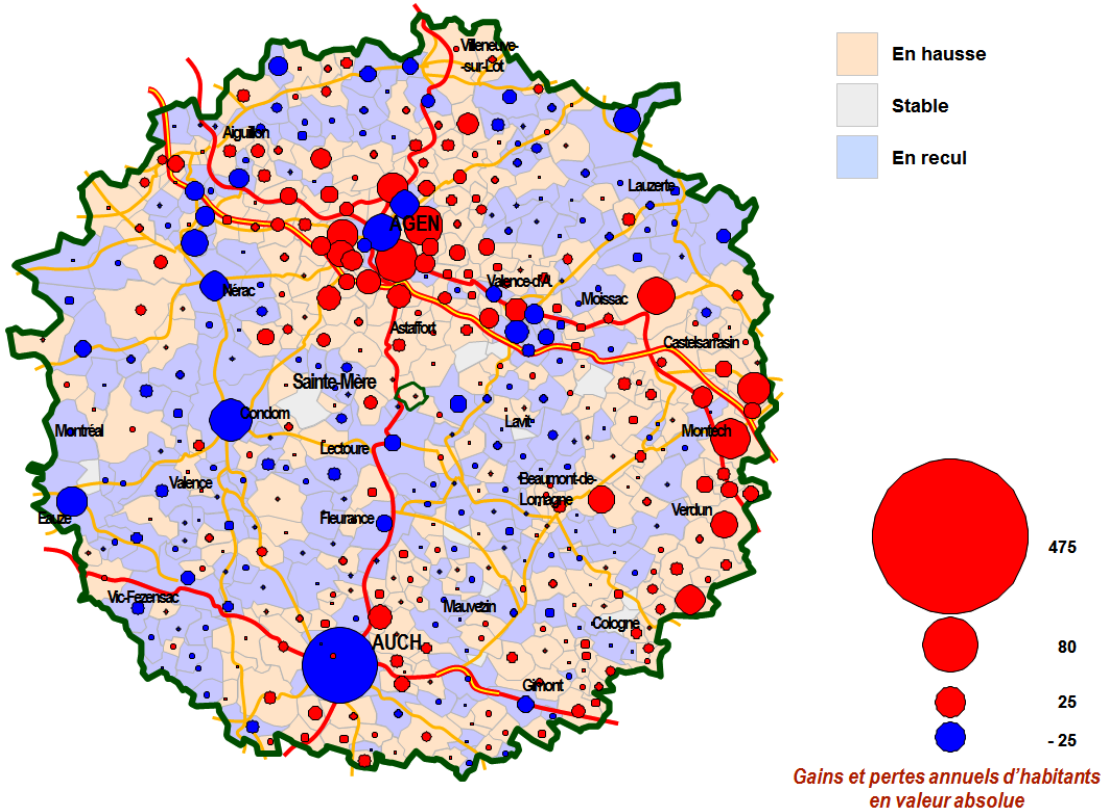 Villeneuve-
-sur-Lot
Aiguillon
Lauzerte
AGEN
Nérac
Valence-d'A.
Moissac
Astaffort
Castelsarrasin
Sainte-Mère
Condom
Montréal
Lectoure
Lavit-
Montech
Valence
Beaumont-de-
Lomagne
Eauze
Fleurance
Verdun
Vic-Fezensac
Mauvezin
Cologne
AUCH
Gimont
En hausse
Stable
En recul
475
80
25
- 25
Gains et pertes annuels d'habitants
en valeur absolue